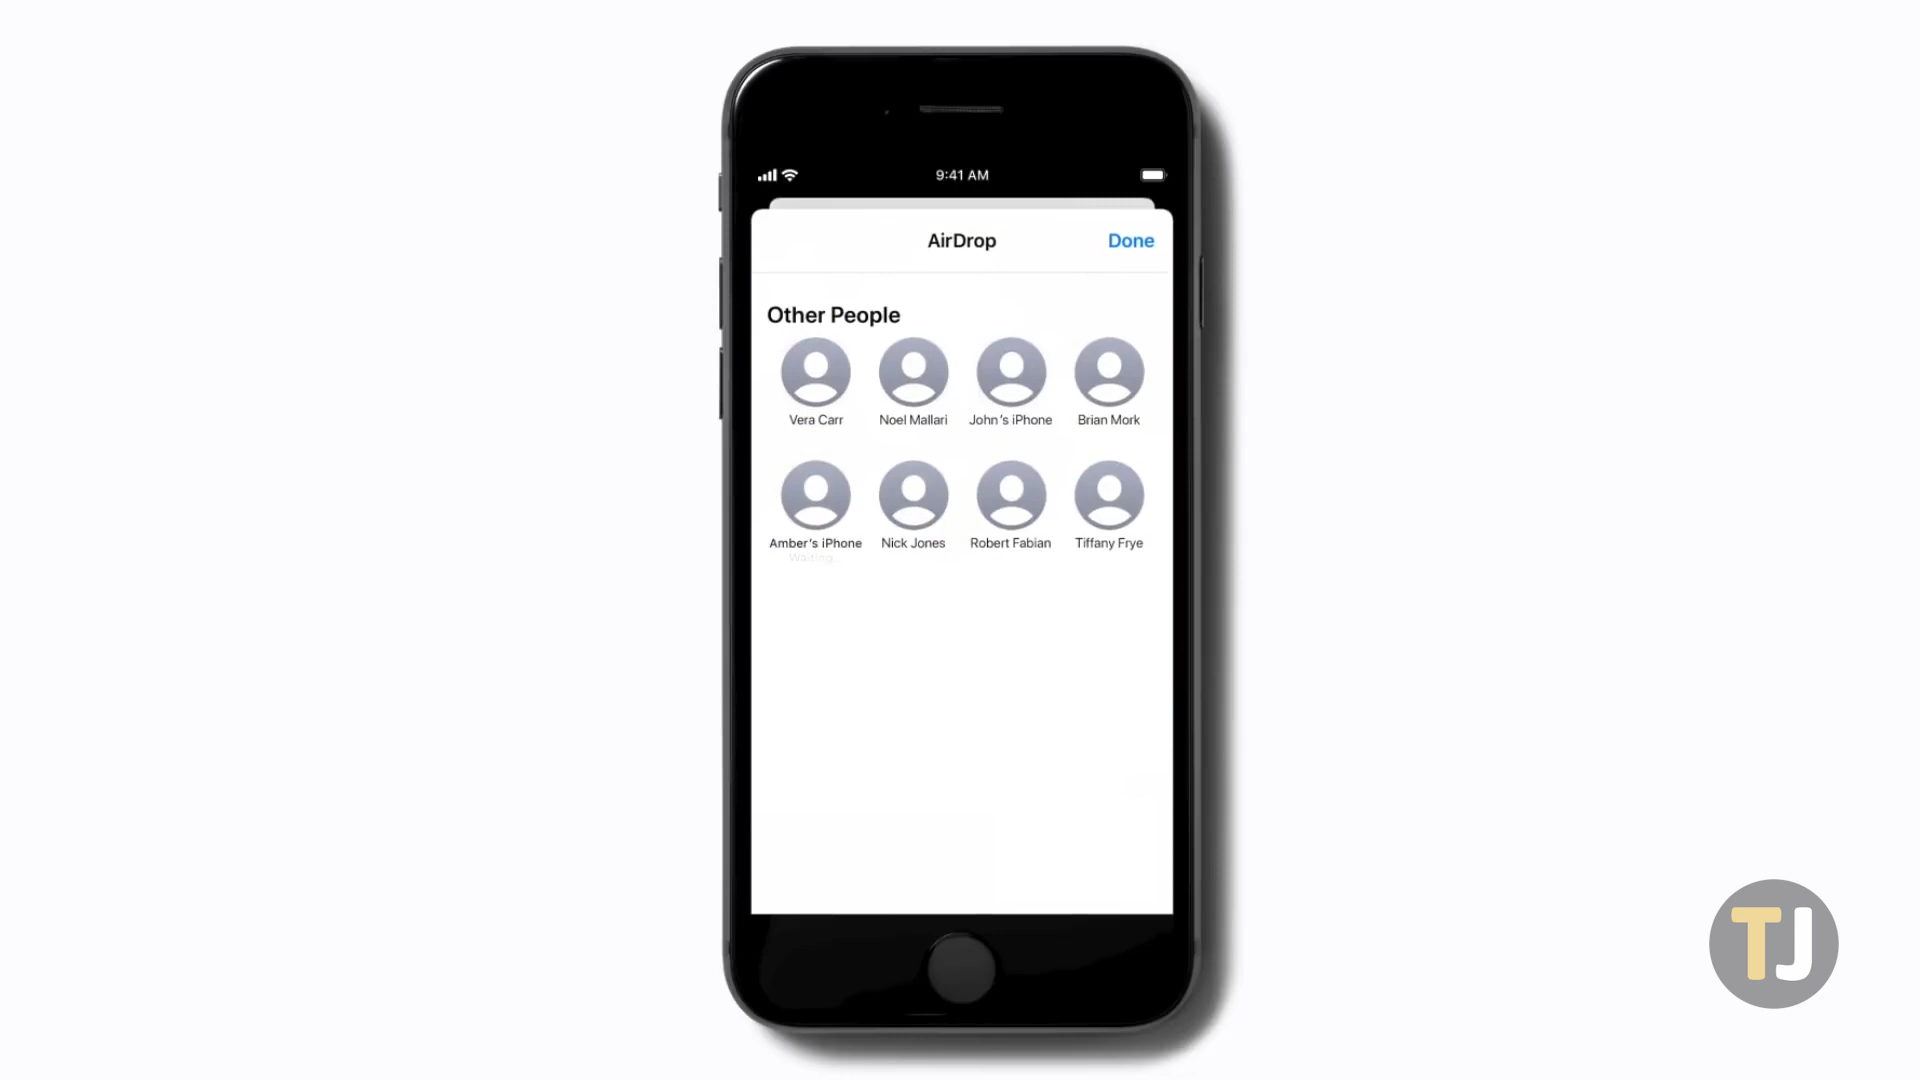 9:41 AM
AirDrop
Done
Other People
Vera Carr
Noel Mallari
John's iPhone
Brian Mork
Amber's iPhone
Nick Jones
Robert Fabian
Tiffany Frye
Waiting...
TJ